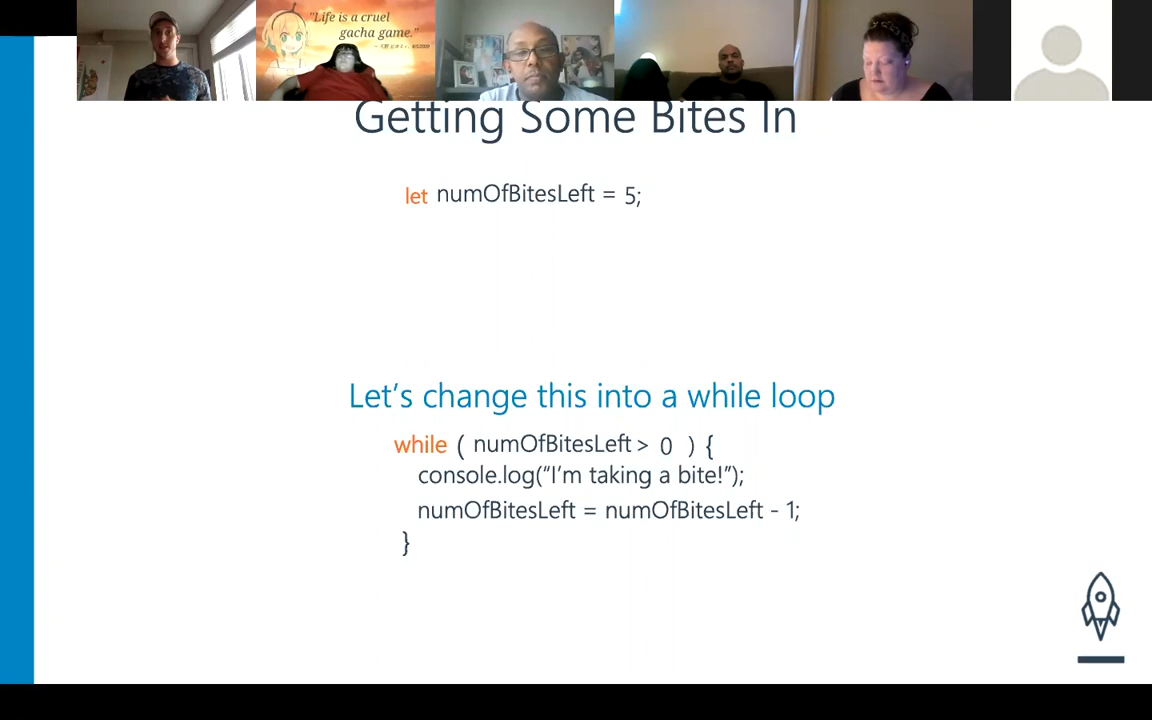 "Life is a cruel
gacha game."
Getting Some Bites In
let numOfBitesLeft = 5;
Let's change this into a while loop
while ( numOfBitesLeft > 0 ) {
console.log(“I'm taking a bite!”);
numOfBitesLeft = numOfBitesLeft - 1;
}